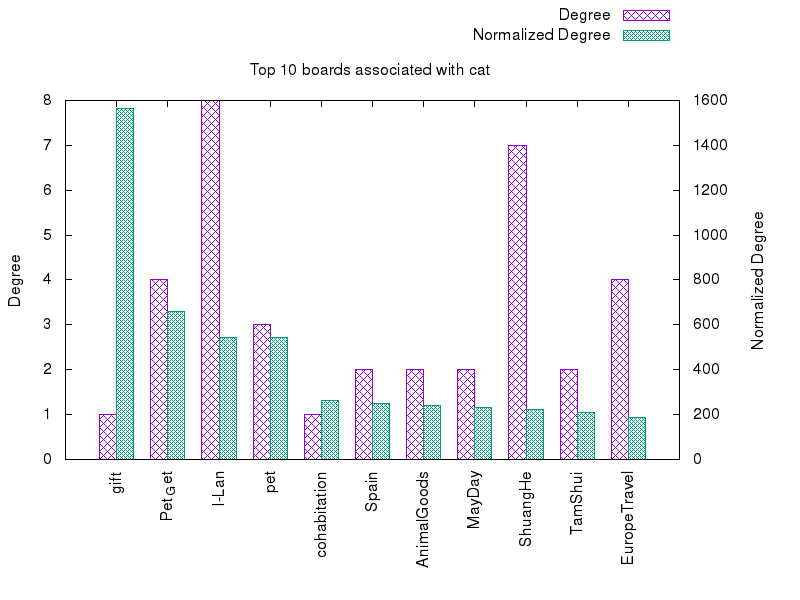 Degree
Normalized Degree
Top 10 boards associated with cat
8
7
6
5
4
3
2
1
0
1600
1400
1200
1000
800
600
400
200
0
Degree
Normalized Degree
gift
PetGet
I-Lan
pet
cohabitation
Spain
AnimalGoods
MayDay
ShuangHe
TamShui
EuropeTravel